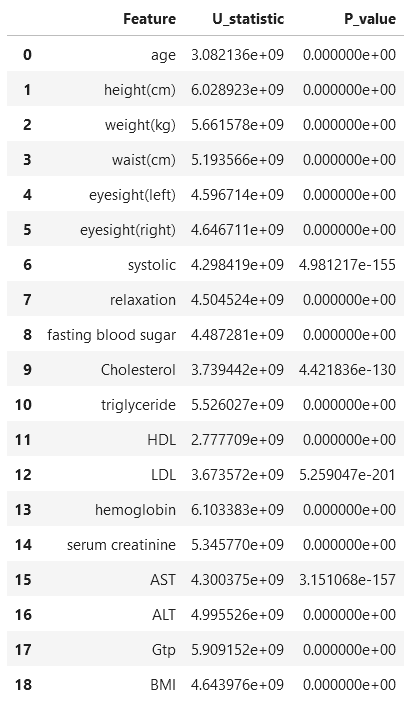 Feature U_statistic P_value
0 age 3.082136e+09 0.000000e+00
1 height(cm) 6.028923e+09 0.000000e+00
2 weight(kg) 5.661578e+09 0.000000e+00
3 waist(cm) 5.193566e+09 0.000000e+00
4 eyesight(left) 4.596714e+09 0.000000e+00
5 eyesight(right) 4.646711e+09 0.000000e+00
6 systolic 4.298419e+09 4.981217e-155
7 relaxation 4.504524e+09 0.000000e+00
8 fasting blood sugar 4.487281e+09 0.000000e+00
9 Cholesterol 3.739442e+09 4.421836e-130
10 triglyceride 5.526027e+09 0.000000e+00
11 HDL 2.777709e+09 0.000000e+00
12 LDL 3.673572e+09 5.259047e-201
13 hemoglobin 6.103383e+09 0.000000e+00
14 serum creatinine 5.345770e+09 0.000000e+00
15 AST 4.300375e+09 3.151068e-157
16 ALT 4.995526e+09 0.000000e+00
17 Gtp 5.909152e+09 0.000000e+00
18 BMI 4.643976e+09 0.000000e+00